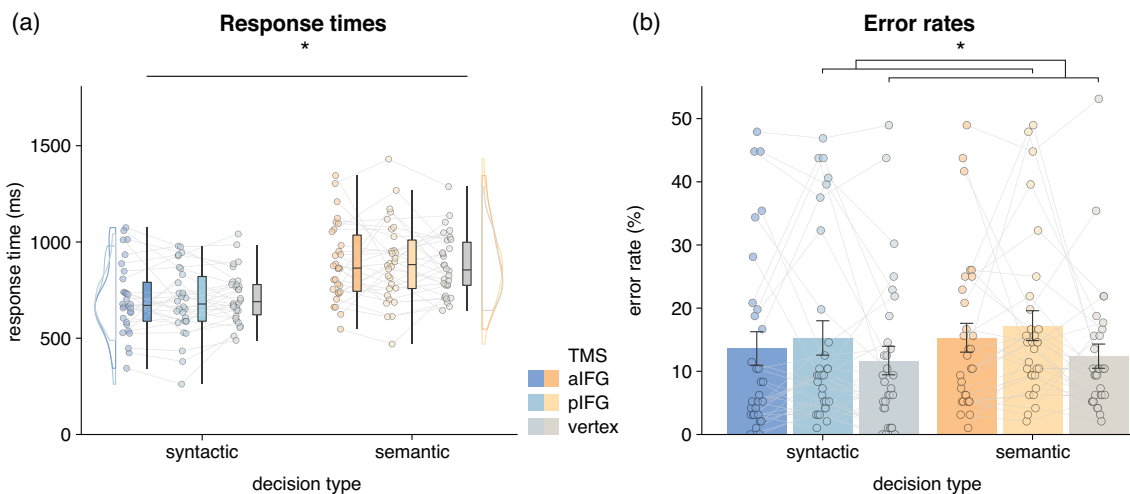 (a)
Response times
*
response time (ms)
1500
1000
500
0
syntactic
semantic
decision type
TMS
aIFG
pIFG
vertex
(b)
Error rates
*
error rate (%)
50
40
30
20
10
0
syntactic
semantic
decision type